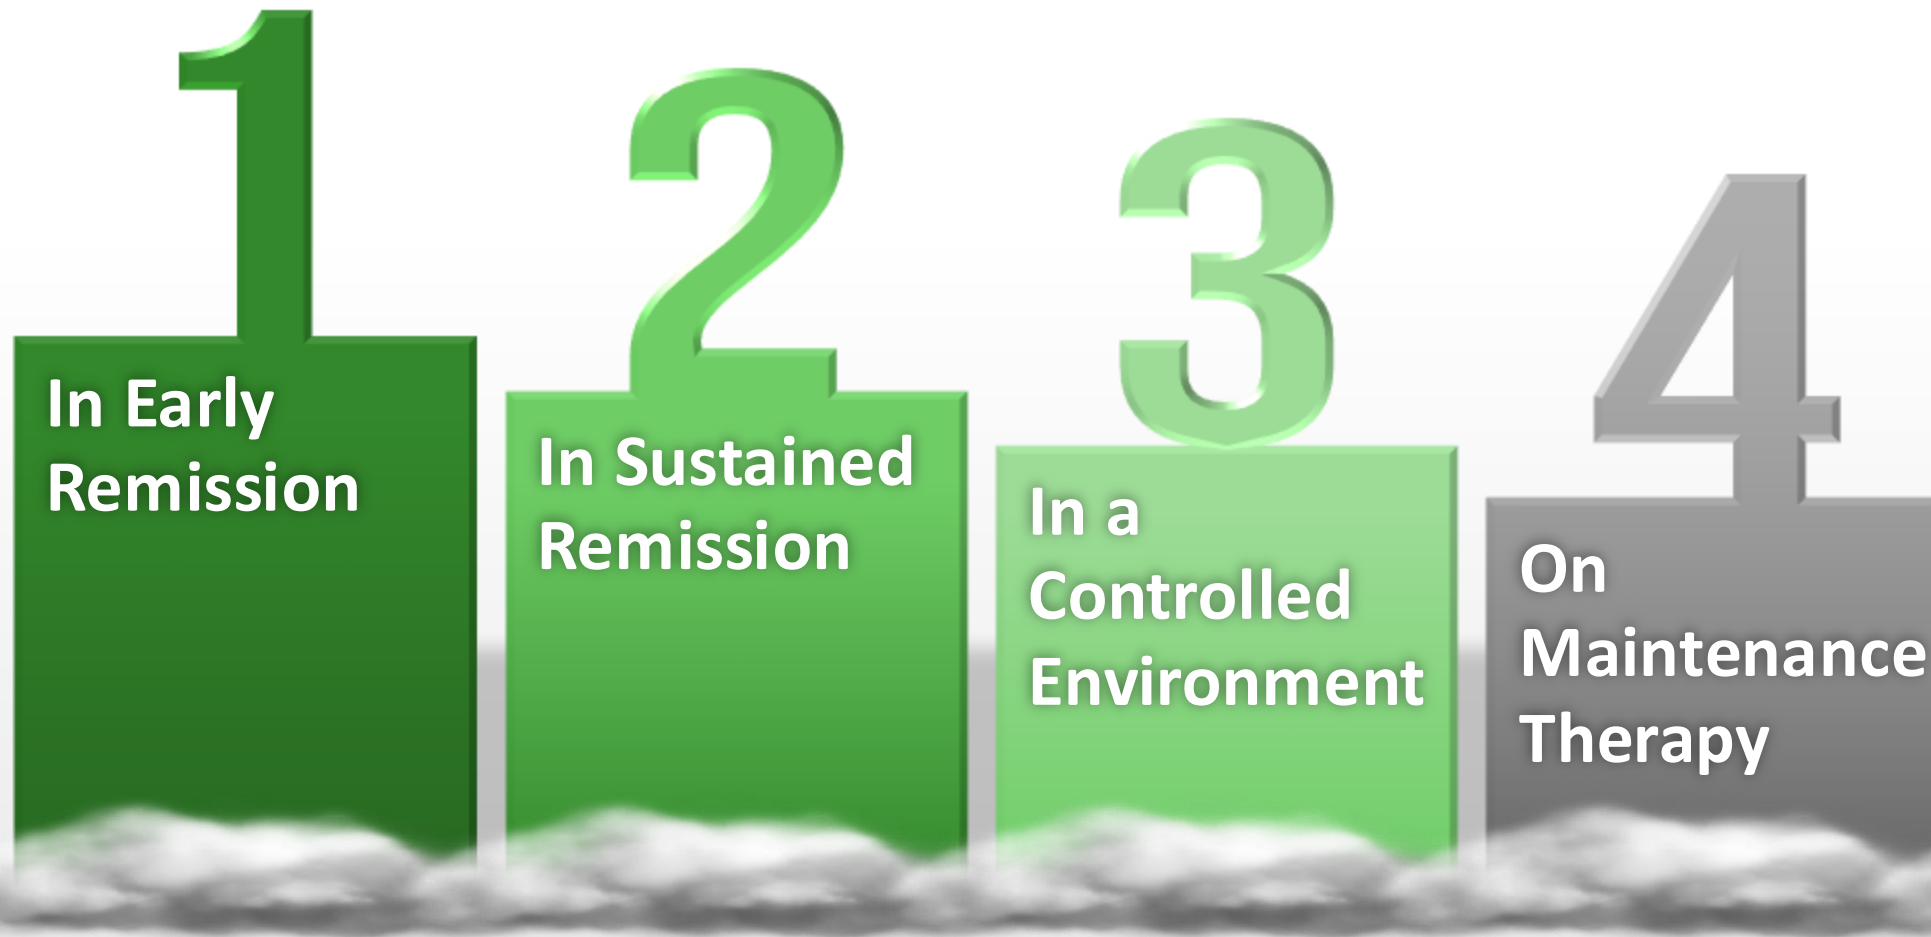 1
In Early
Remission
2
In Sustained
Remission
3
In a
Controlled
Environment
4
On
Maintenance
Therapy